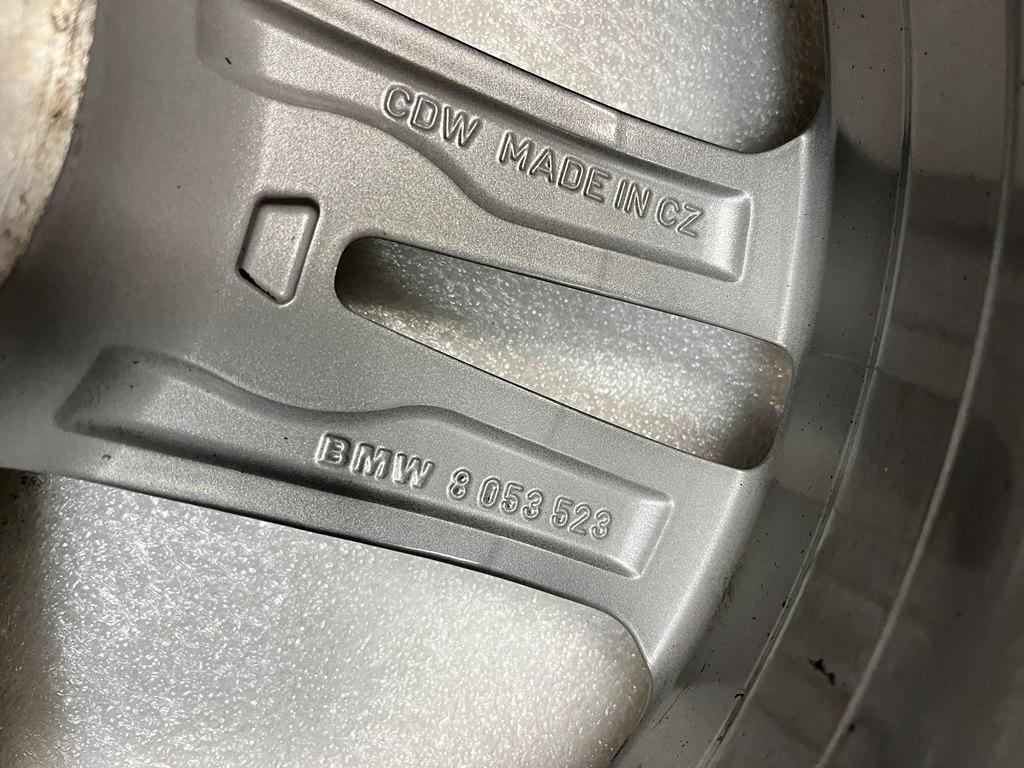 CDW MADE IN CZ
BMW 8 053 523